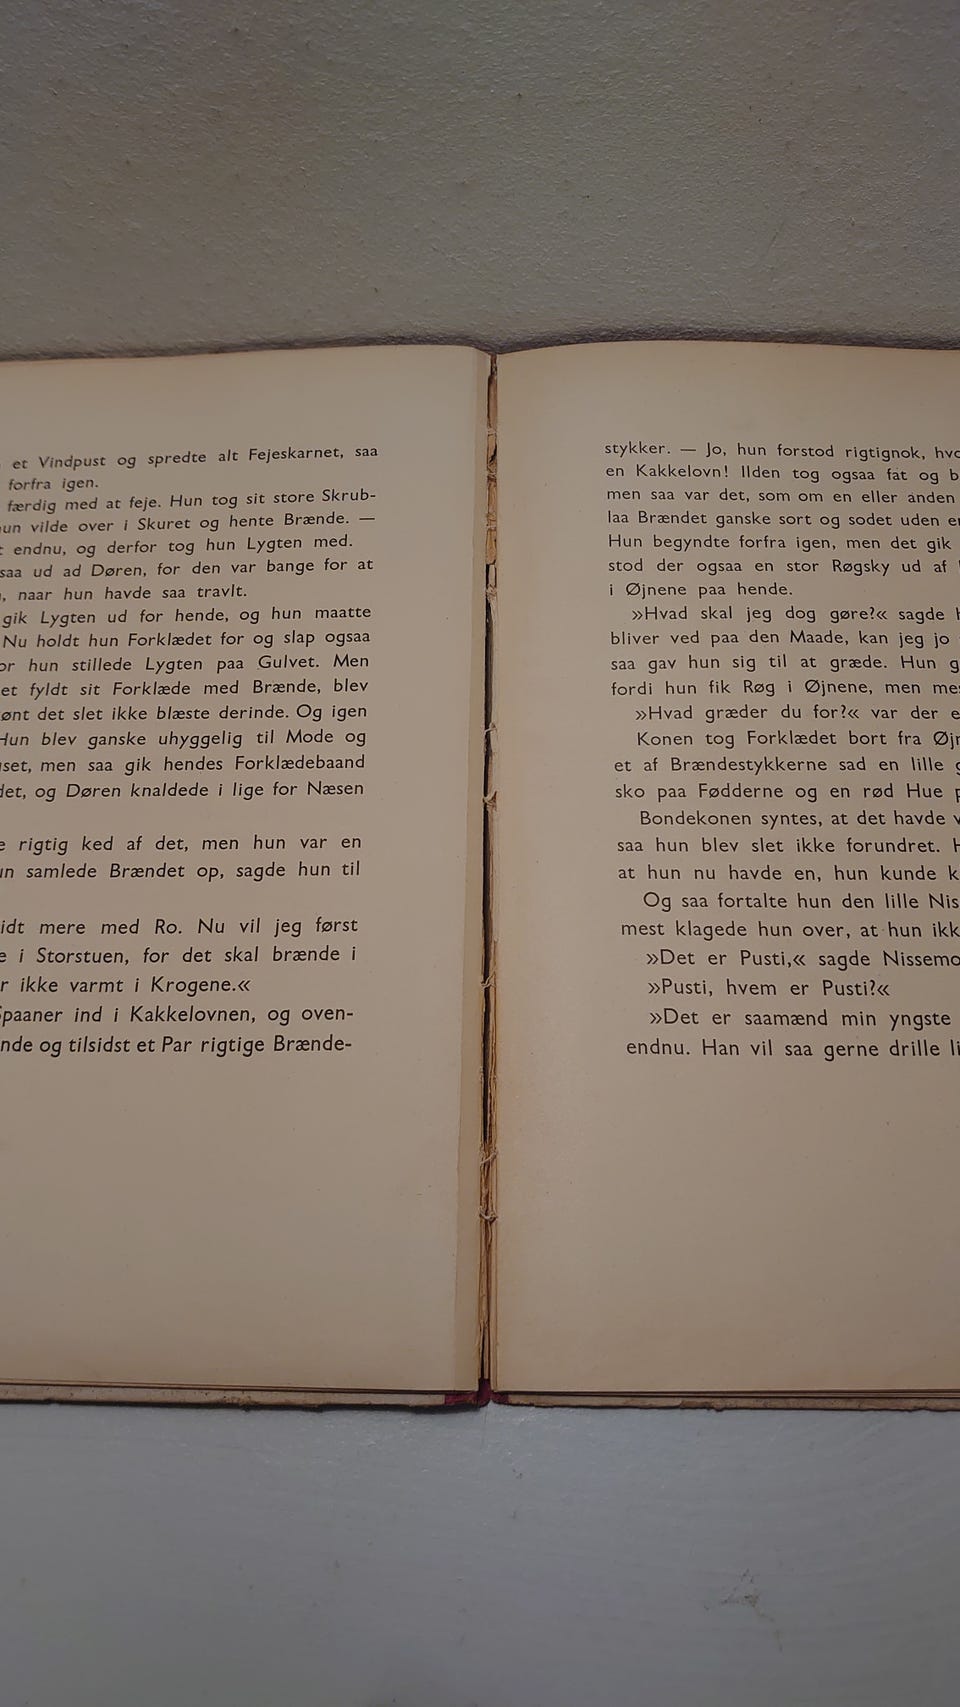 et Vindpust og spredte alt Fejeskarnet, saa
forfra igen.
færdig med at feje. Hun tog sit store Skrub-
hun vilde over i Skuret og hente Brænde. —
endnu, og derfor tog hun Lygten med.
saa ud ad Døren, for den var bange for at
naar hun havde saa travlt.
gik Lygten ud for hende, og hun maatte
Nu holdt hun Forklædet for og slap ogsaa
hun stillede Lygten paa Gulvet. Men
fyldt sit Forklæde med Brænde, blev
det slet ikke blæste derinde. Og igen
Hun blev ganske uhyggelig til Mode og
men saa gik hendes Forklædebaand
og Døren knaldede i lige for Næsen
rigtig ked af det, men hun var en
samlede Brændet op, sagde hun til
mere med Ro. Nu vil jeg først
i Storstuen, for det skal brænde i
ikke varmt i Krogene.«
Spaaner ind i Kakkelovnen, og oven-
og tilsidst et Par rigtige Brænde-
stykker. — Jo, hun forstod rigtignok,
en Kakkelovn! Ilden tog ogsaa fat og
men saa var det, som om en eller anden
laa Brændet ganske sort og sodet uden
Hun begyndte forfra igen, men det gik
stod der ogsaa en stor Røgsky ud af
i Øjnene paa hende.
»Hvad skal jeg dog gøre?« sagde
bliver ved paa den Maade, kan jeg jo
saa gav hun sig til at græde. Hun
fordi hun fik Røg i Øjnene, men
»Hvad græder du for?« var der
Konen tog Forklædet bort fra
et af Brændestykkerne sad en lille
sko paa Fødderne og en rød Hue
Bondekonen syntes, at det havde
saa hun blev slet ikke forundret.
at hun nu havde en, hun kunde
Og saa fortalte hun den lille
mest klagede hun over, at hun
»Det er Pusti,« sagde
»Pusti, hvem er Pusti?«
»Det er saamænd min yngste
endnu. Han vil saa gerne drille